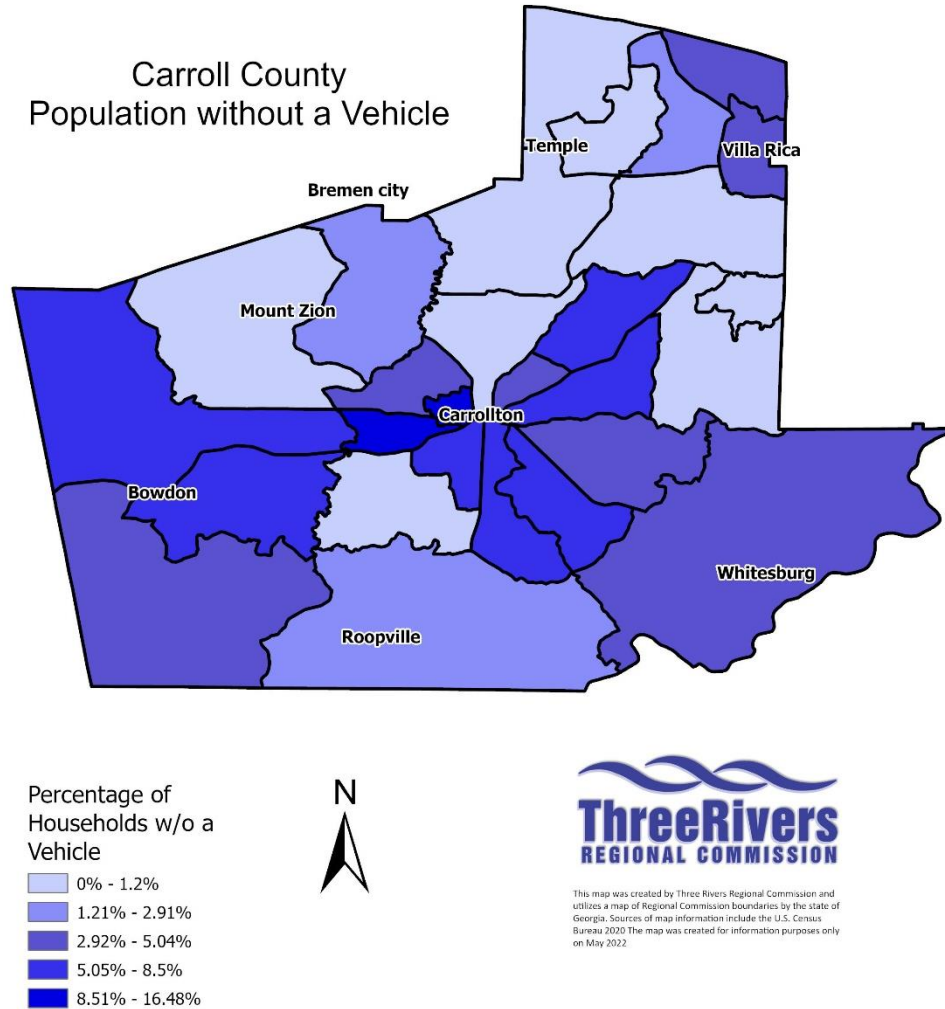 Carroll County
Population without a Vehicle
Temple
Villa Rica
Bremen city
Mount Zion
Carrollton
Bowdon
Whitesburg
Roopville
Percentage of
Households w/o a
Vehicle
0% - 1.2%
1.21% - 2.91%
2.92% - 5.04%
5.05% - 8.5%
8.51% - 16.48%
N
ThreeRivers
REGIONAL COMMISSION
This map was created by Three Rivers Regional Commission and
utilizes a map of Regional Commission boundaries by the state of
Georgia. Sources of map information include the U.S. Census
Bureau 2020 The map was created for information purposes only
on May 2022